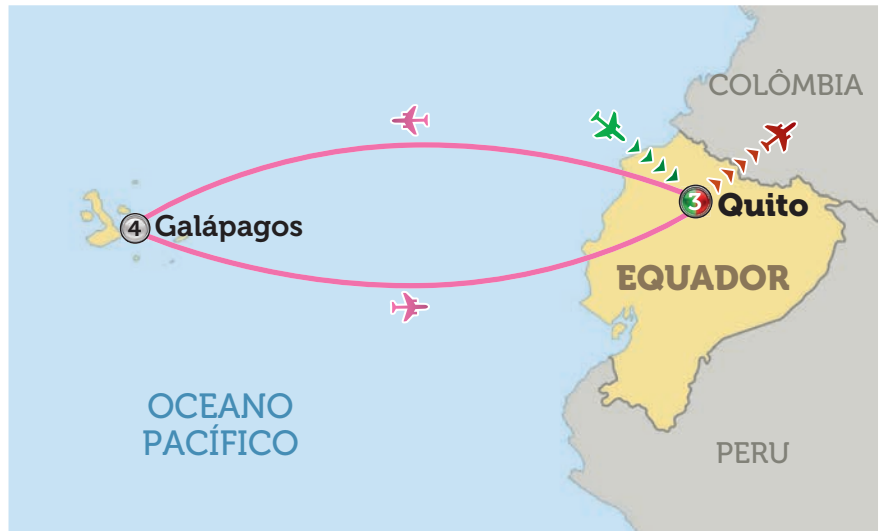 COLÔMBIA
3 Quito
4 Galápagos
EQUADOR
OCEANO
PACÍFICO
PERU